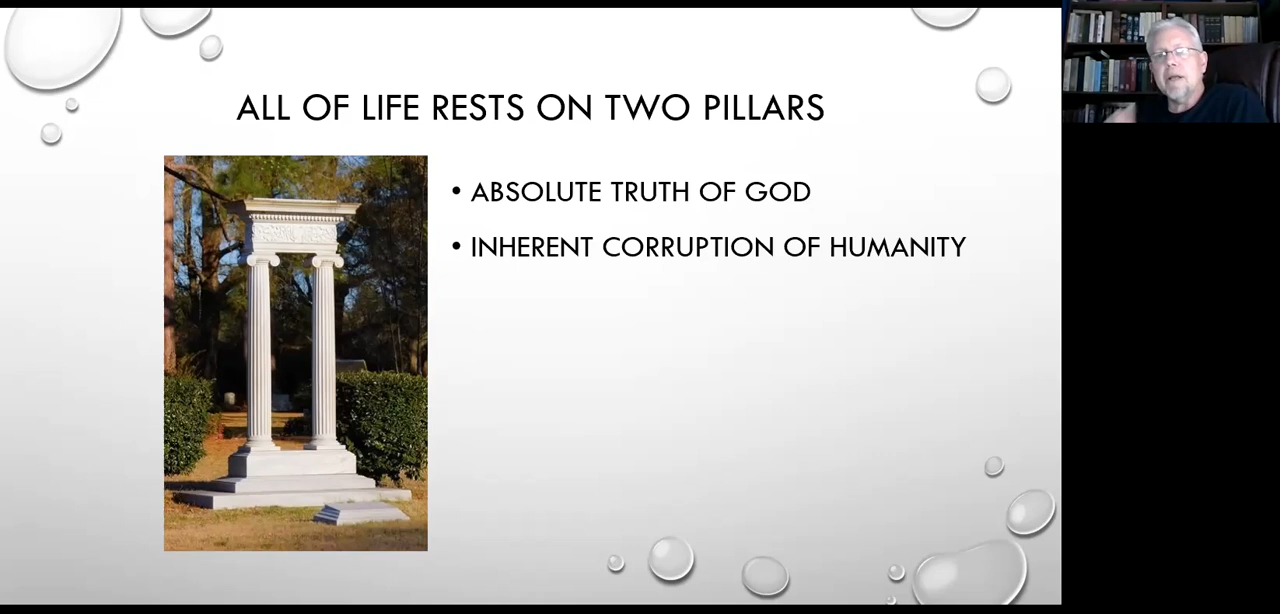 ALL OF LIFE RESTS ON TWO PILLARS
• ABSOLUTE TRUTH OF GOD
• INHERENT CORRUPTION OF HUMANITY